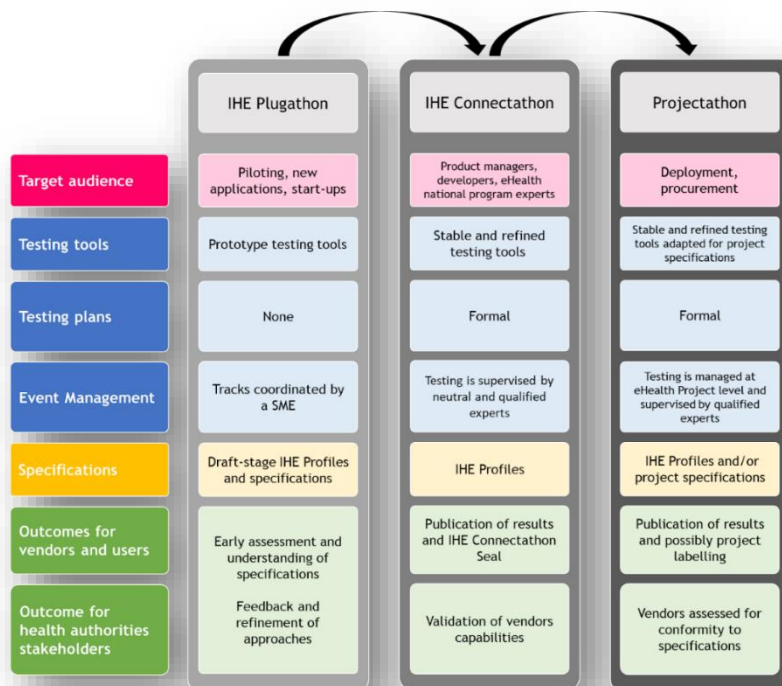 IHE Plugathon
IHE Connectathon
Projectathon
Target audience
Piloting, new
applications, start-ups
Product managers,
developers, eHealth
national program experts
Deployment,
procurement
Testing tools
Prototype testing tools
Stable and refined
testing tools
Stable and refined testing
tools adapted for project
specifications
Testing plans
None
Formal
Formal
Event Management
Tracks coordinated by
a SME
Testing is supervised by
neutral and qualified
experts
Testing is managed at
eHealth Project level and
supervised by qualified
experts
Specifications
Draft-stage IHE Profiles
and specifications
IHE Profiles
IHE Profiles and/or
project specifications
Outcomes for
vendors and users
Early assessment and
understanding of
specifications
Feedback and
refinement of
approaches
Publication of results
and IHE Connectathon
Seal
Publication of results
and possibly project
labelling
Outcome for
health authorities
stakeholders
Validation of vendors
capabilities
Vendors assessed for
conformity to
specifications